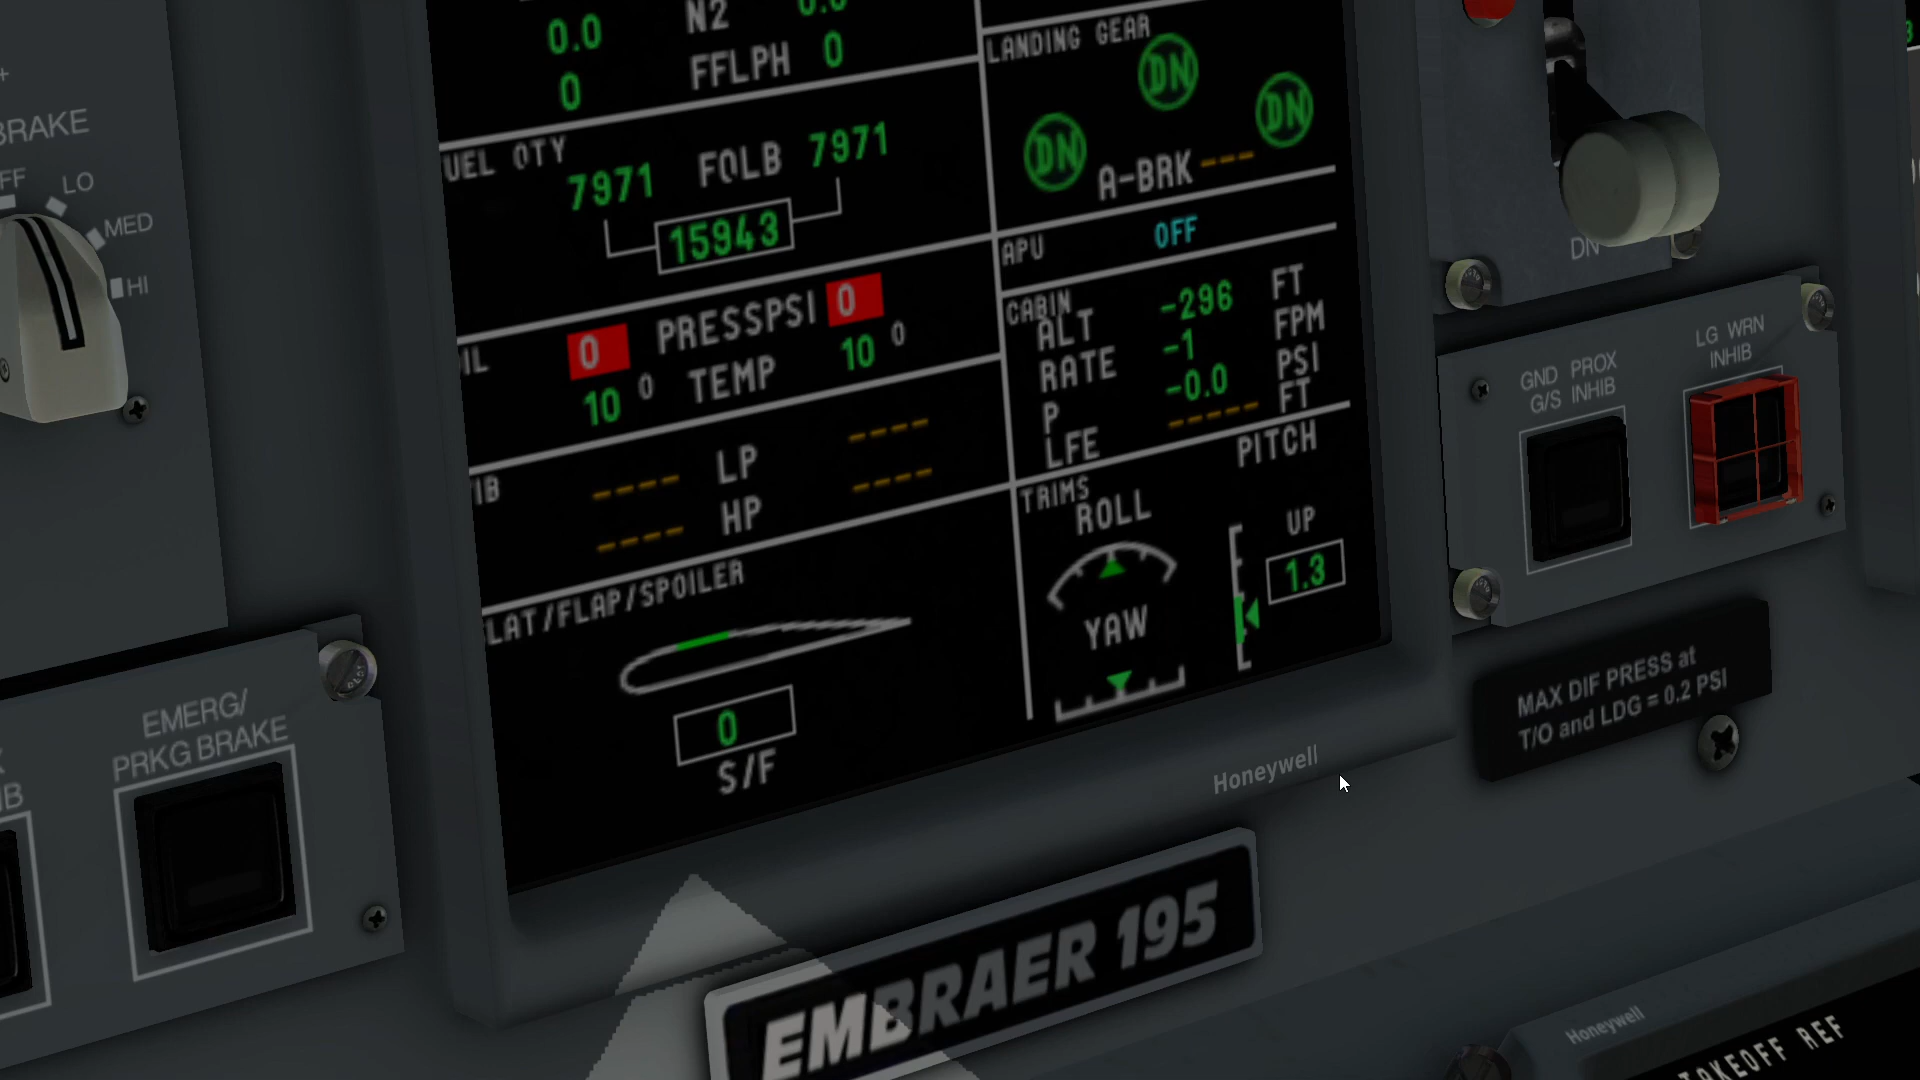 BRAKE
LO
MED
HI
EMERG/
PRKG BRAKE
0.0 N2
0 FFLPH 0
7971 FQLB 7971
15943
0 PRESSPSI 0
10 0 TEMP 10 0
---- LP ----
---- HP ----
LAT/FLAP/SPOILER
0
S/F
LANDING GEAR
DN
DN
DN
A-BRK ---
APU OFF
CABIN
ALT -296 FT
RATE -1 FPM
P -0.0 PSI
LFE ----- FT
TRIMS
ROLL
PITCH
UP
1.3
YAW
Honeywell
EMBRAER 195
DN
GND PROX
G/S INHIB
LG WRN
INHIB
MAX DIF PRESS at
T/O and LDG = 0.2 PSI
Honeywell
TAKEOFF REF